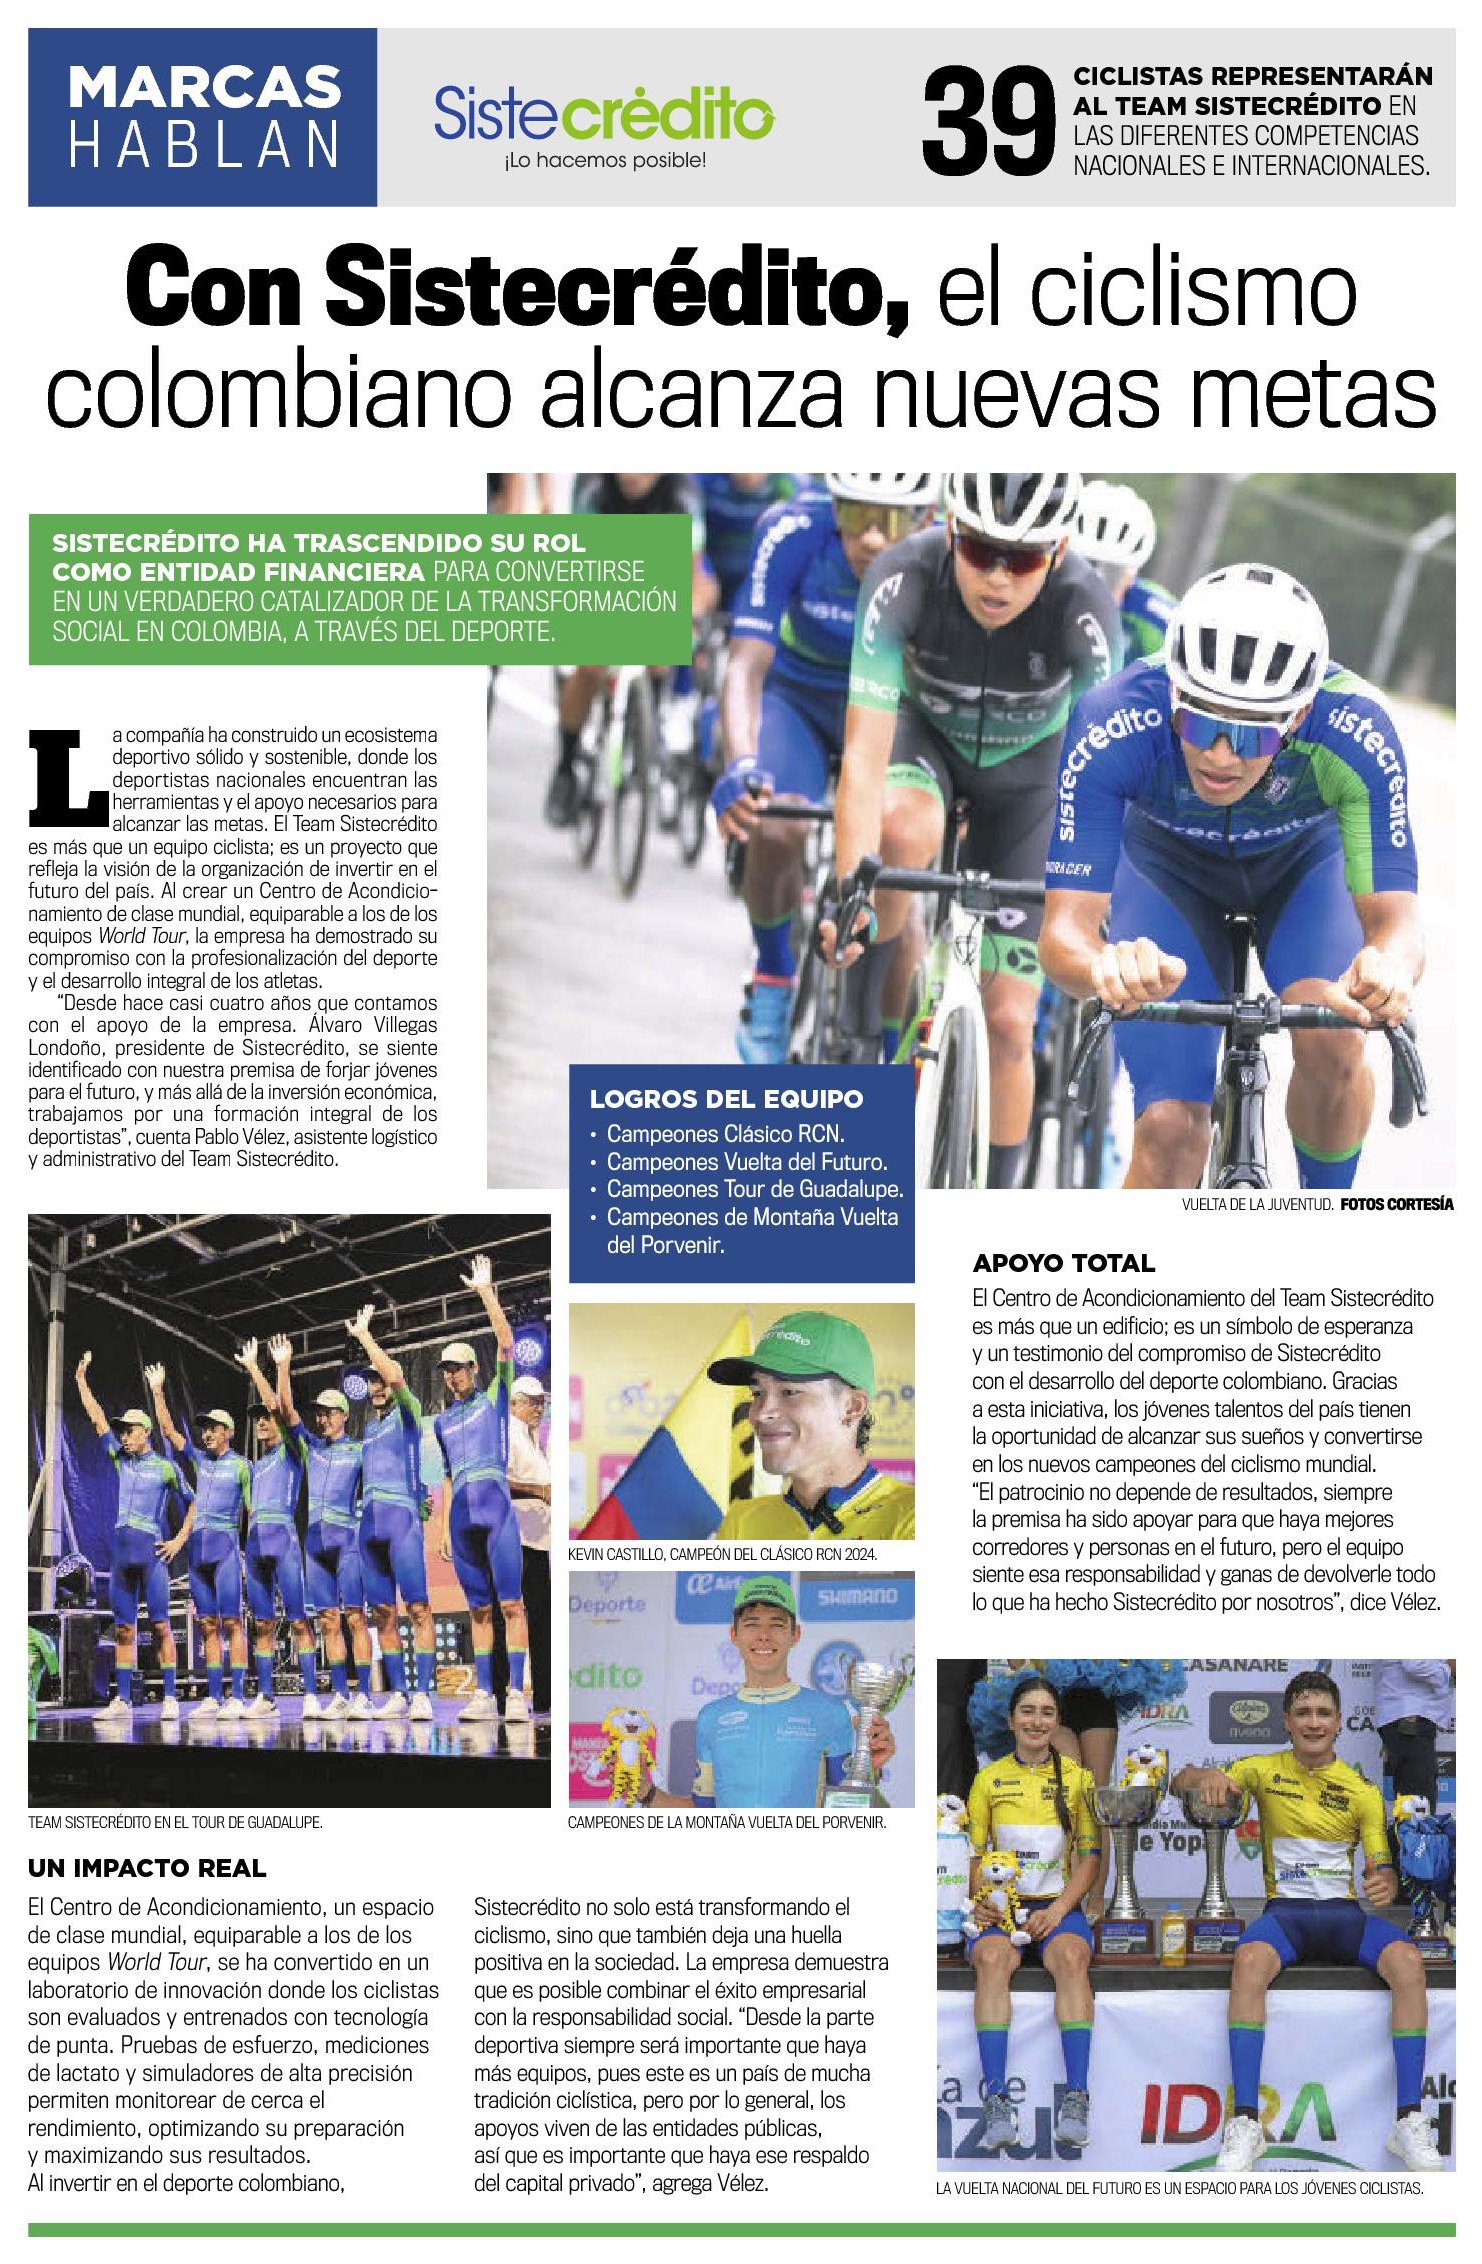 MARCAS
HABLAN
Sistecrédito
¡Lo hacemos posible!
39
CICLISTAS REPRESENTARÁN
AL TEAM SISTECRÉDITO EN
LAS DIFERENTES COMPETENCIAS
NACIONALES E INTERNACIONALES.
Con Sistecrédito, el ciclismo
colombiano alcanza nuevas metas
SISTECRÉDITO HA TRASCENDIDO SU ROL
COMO ENTIDAD FINANCIERA PARA CONVERTIRSE
EN UN VERDADERO CATALIZADOR DE LA TRANSFORMACIÓN
SOCIAL EN COLOMBIA, A TRAVÉS DEL DEPORTE.
La compañía ha construido un ecosistema
deportivo sólido y sostenible, donde los
deportistas nacionales encuentran las
herramientas y el apoyo necesarios para
alcanzar las metas. El Team Sistecrédito
es más que un equipo ciclista; es un proyecto que
refleja la visión de la organización de invertir en el
futuro del país. Al crear un Centro de Acondicio-
namiento de clase mundial, equiparable a los de los
equipos World Tour, la empresa ha demostrado su
compromiso con la profesionalización del deporte
y el desarrollo integral de los atletas.
“Desde hace casi cuatro años que contamos
con el apoyo de la empresa. Álvaro Villegas
Londoño, presidente de Sistecrédito, se siente
identificado con nuestra premisa de forjar jóvenes
para el futuro, y más allá de la inversión económica,
trabajamos por una formación integral de los
deportistas”, cuenta Pablo Vélez, asistente logístico
y administrativo del Team Sistecrédito.
sistecrédito
sistecrédito
LOGROS DEL EQUIPO
• Campeones Clásico RCN.
• Campeones Vuelta del Futuro.
• Campeones Tour de Guadalupe.
• Campeones de Montaña Vuelta
del Porvenir.
VUELTA DE LA JUVENTUD. FOTOS CORTESÍA
APOYO TOTAL
El Centro de Acondicionamiento del Team Sistecrédito
es más que un edificio; es un símbolo de esperanza
y un testimonio del compromiso de Sistecrédito
con el desarrollo del deporte colombiano. Gracias
a esta iniciativa, los jóvenes talentos del país tienen
la oportunidad de alcanzar sus sueños y convertirse
en los nuevos campeones del ciclismo mundial.
“El patrocinio no depende de resultados, siempre
la premisa ha sido apoyar para que haya mejores
corredores y personas en el futuro, pero el equipo
siente esa responsabilidad y ganas de devolverle todo
lo que ha hecho Sistecrédito por nosotros”, dice Vélez.
KEVIN CASTILLO, CAMPEÓN DEL CLÁSICO RCN 2024.
Deporte
SHIMANO
édito
CAMPEONES DE LA MONTAÑA VUELTA DEL PORVENIR.
TEAM SISTECRÉDITO EN EL TOUR DE GUADALUPE.
CASANARE
IDRA
de Yop
IDRA
LA VUELTA NACIONAL DEL FUTURO ES UN ESPACIO PARA LOS JÓVENES CICLISTAS.
UN IMPACTO REAL
El Centro de Acondicionamiento, un espacio
de clase mundial, equiparable a los de los
equipos World Tour, se ha convertido en un
laboratorio de innovación donde los ciclistas
son evaluados y entrenados con tecnología
de punta. Pruebas de esfuerzo, mediciones
de lactato y simuladores de alta precisión
permiten monitorear de cerca el
rendimiento, optimizando su preparación
y maximizando sus resultados.
Al invertir en el deporte colombiano,
Sistecrédito no solo está transformando el
ciclismo, sino que también deja una huella
positiva en la sociedad. La empresa demuestra
que es posible combinar el éxito empresarial
con la responsabilidad social. “Desde la parte
deportiva siempre será importante que haya
más equipos, pues este es un país de mucha
tradición ciclística, pero por lo general, los
apoyos viven de las entidades públicas,
así que es importante que haya ese respaldo
del capital privado”, agrega Vélez.